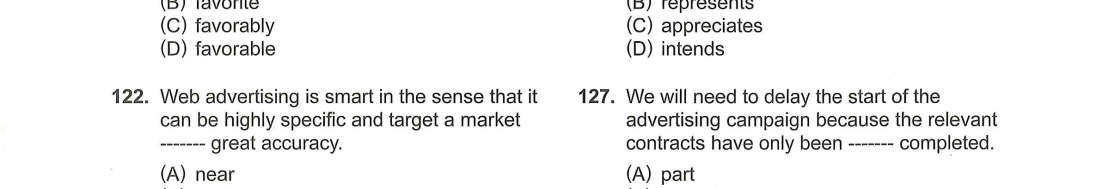 (B) favorite
(C) favorably
(D) favorable
122. Web advertising is smart in the sense that it
can be highly specific and target a market
------- great accuracy.
(A) near
(B) represents
(C) appreciates
(D) intends
127. We will need to delay the start of the
advertising campaign because the relevant
contracts have only been ------- completed.
(A) part